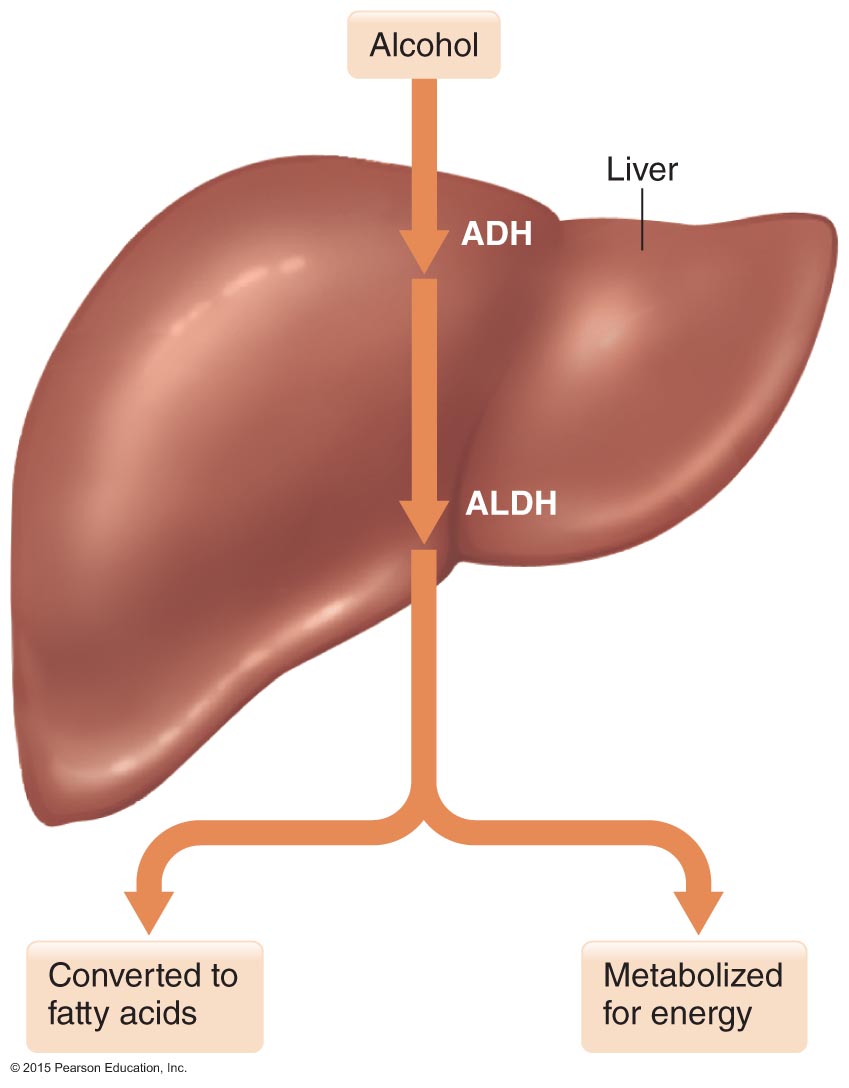 Alcohol
Liver
ADH
ALDH
Converted to
fatty acids
Metabolized
for energy
© 2015 Pearson Education, Inc.